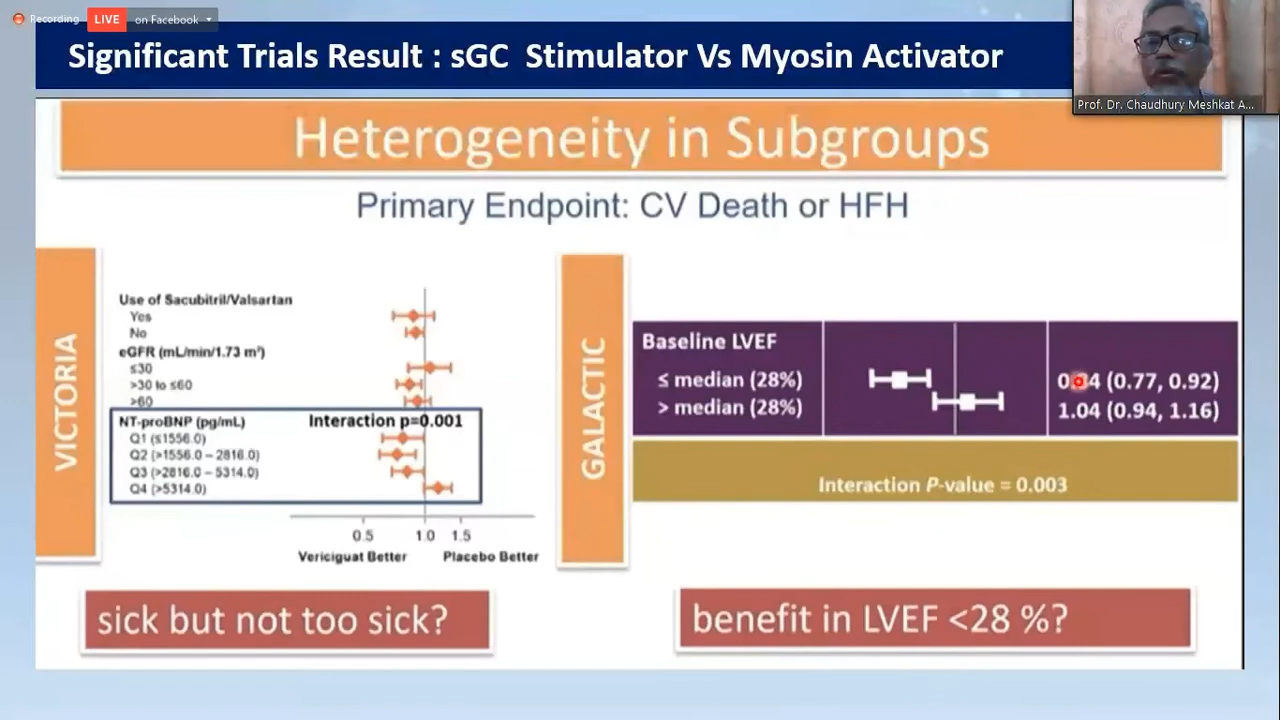 Recording
LIVE
on Facebook
Significant Trials Result : sGC Stimulator Vs Myosin Activator
Prof. Dr. Chaudhury Meshkat A...
Heterogeneity in Subgroups
Primary Endpoint: CV Death or HFH
VICTORIA
Use of Sacubitril/Valsartan
Yes
No
eGFR (mL/min/1.73 m²)
≤30
>30 to ≤60
>60
NT-proBNP (pg/mL) Interaction p=0.001
Q1 (≤1556.0)
Q2 (>1556.0 – 2816.0)
Q3 (>2816.0 – 5314.0)
Q4 (>5314.0)
0.5 1.0 1.5
Vericiguat Better Placebo Better
sick but not too sick?
GALACTIC
Baseline LVEF
≤ median (28%) (0.77, 0.92)
> median (28%) 1.04 (0.94, 1.16)
Interaction P-value = 0.003
benefit in LVEF <28 %?